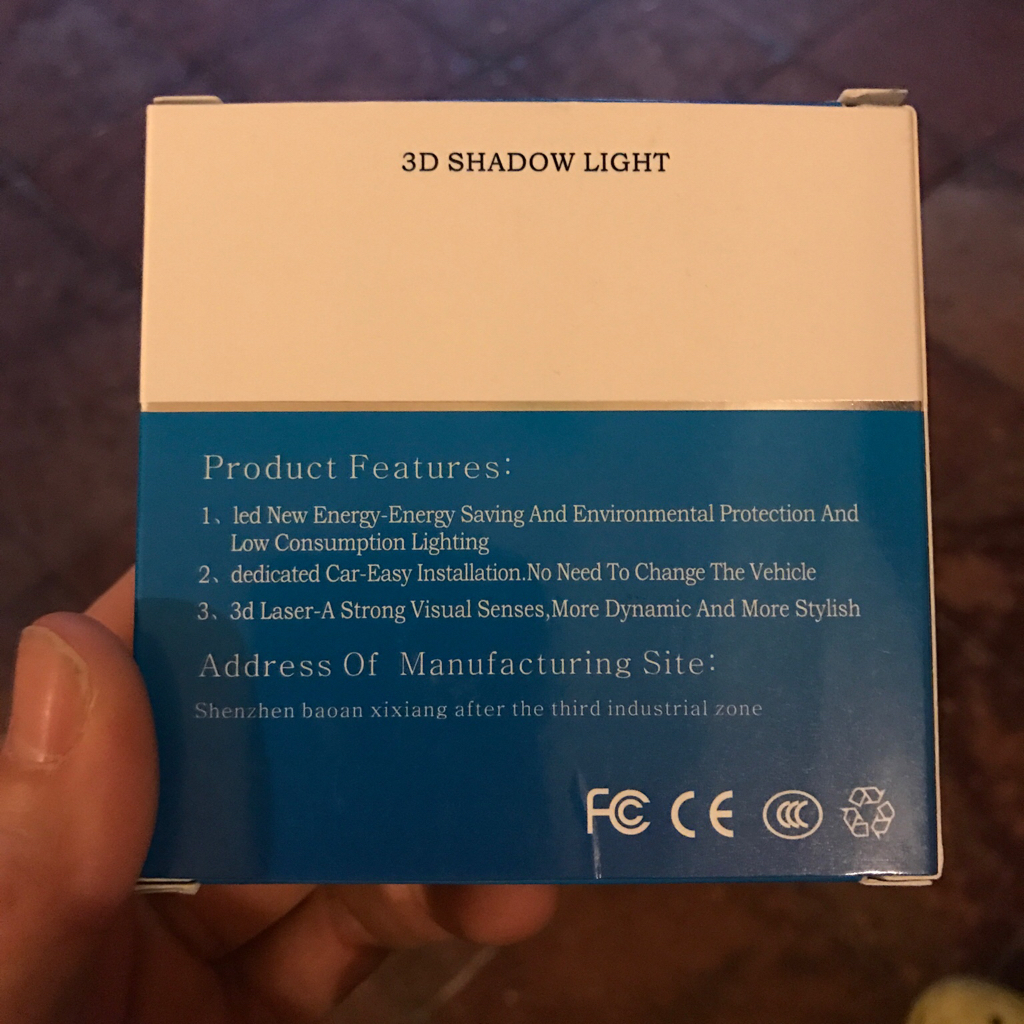 3D SHADOW LIGHT
Product Features:
1、led New Energy-Energy Saving And Environmental Protection And
Low Consumption Lighting
2、dedicated Car-Easy Installation.No Need To Change The Vehicle
3、3d Laser-A Strong Visual Senses,More Dynamic And More Stylish
Address Of Manufacturing Site:
Shenzhen baoan xixiang after the third industrial zone
FC CE CCC